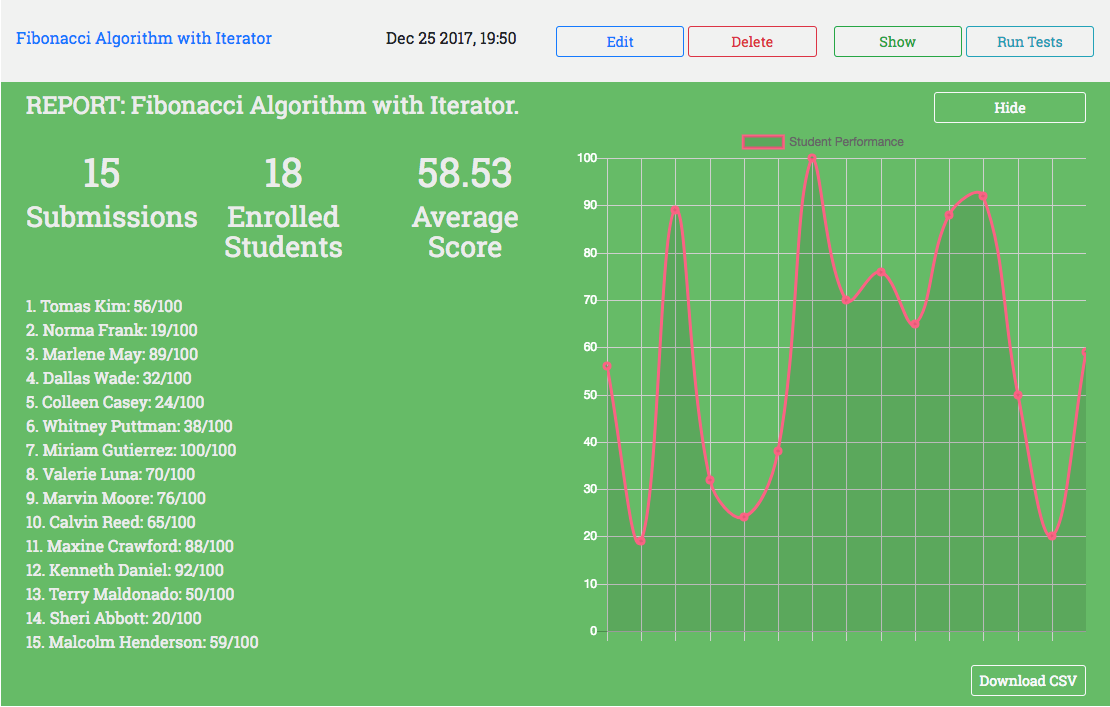 Fibonacci Algorithm with Iterator
Dec 25 2017, 19:50
Edit
Delete
Show
Run Tests
REPORT: Fibonacci Algorithm with Iterator.
Hide
15
Submissions
18
Enrolled
Students
58.53
Average
Score
1. Tomas Kim: 56/100
2. Norma Frank: 19/100
3. Marlene May: 89/100
4. Dallas Wade: 32/100
5. Colleen Casey: 24/100
6. Whitney Puttman: 38/100
7. Miriam Gutierrez: 100/100
8. Valerie Luna: 70/100
9. Marvin Moore: 76/100
10. Calvin Reed: 65/100
11. Maxine Crawford: 88/100
12. Kenneth Daniel: 92/100
13. Terry Maldonado: 50/100
14. Sheri Abbott: 20/100
15. Malcolm Henderson: 59/100
Student Performance
100
90
80
70
60
50
40
30
20
10
0
Download CSV